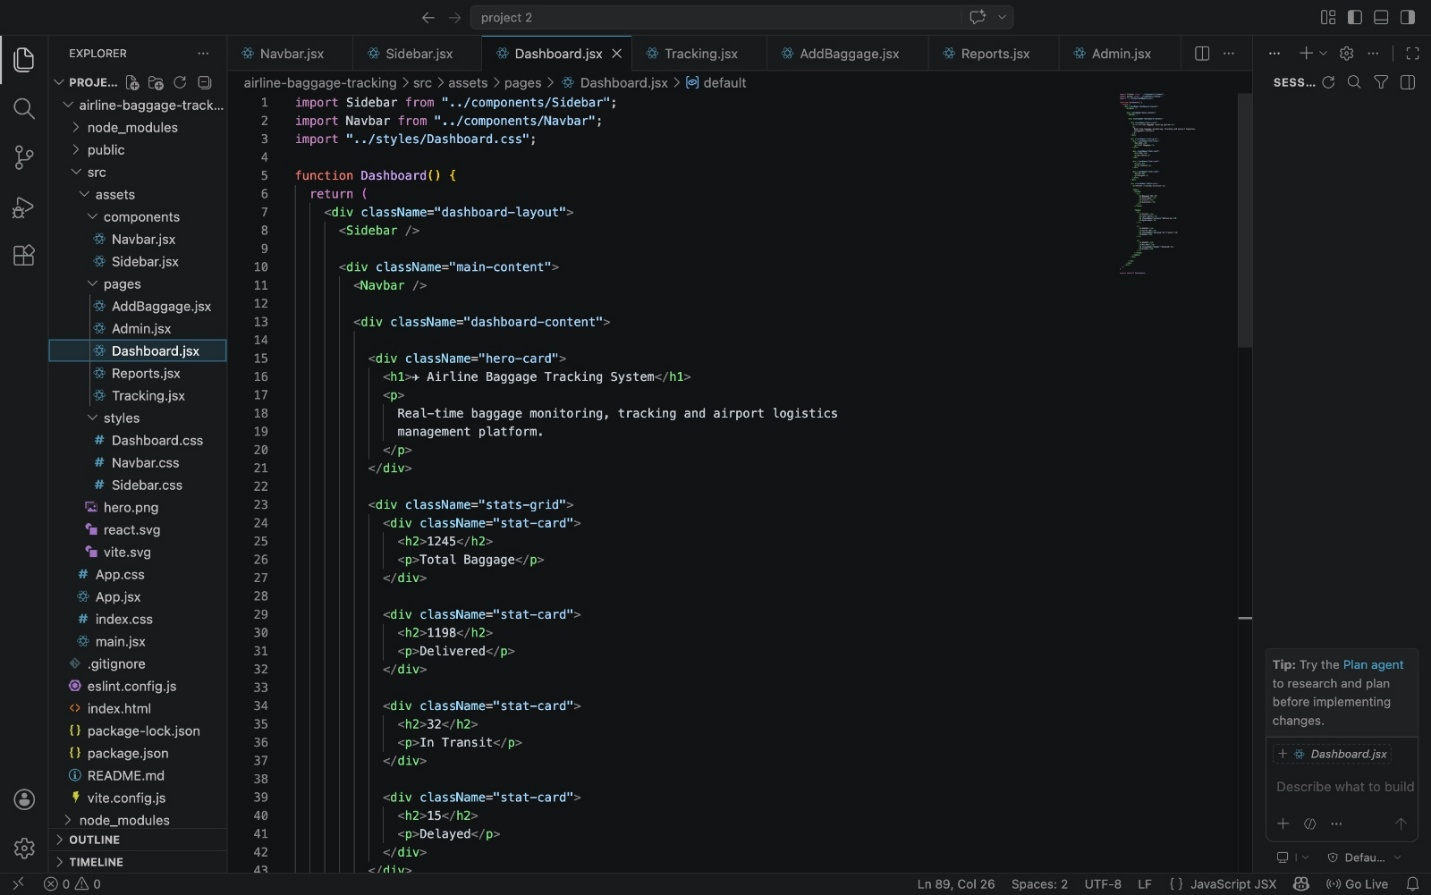 project 2
EXPLORER
PROJE...
airline-baggage-track...
node_modules
public
src
assets
components
Navbar.jsx
Sidebar.jsx
pages
AddBaggage.jsx
Admin.jsx
Dashboard.jsx
Reports.jsx
Tracking.jsx
styles
Dashboard.css
Navbar.css
Sidebar.css
hero.png
react.svg
vite.svg
App.css
App.jsx
index.css
main.jsx
.gitignore
eslint.config.js
index.html
package-lock.json
package.json
README.md
vite.config.js
node_modules
OUTLINE
TIMELINE
Navbar.jsx Sidebar.jsx Dashboard.jsx Tracking.jsx AddBaggage.jsx Reports.jsx Admin.jsx
airline-baggage-tracking > src > assets > pages > Dashboard.jsx > default
1 import Sidebar from "../components/Sidebar";
2 import Navbar from "../components/Navbar";
3 import "../styles/Dashboard.css";
4
5 function Dashboard() {
6 return (
7 <div className="dashboard-layout">
8 <Sidebar />
9
10 <div className="main-content">
11 <Navbar />
12
13 <div className="dashboard-content">
14
15 <div className="hero-card">
16 <h1>✈ Airline Baggage Tracking System</h1>
17 <p>
18 Real-time baggage monitoring, tracking and airport logistics
19 management platform.
20 </p>
21 </div>
22
23 <div className="stats-grid">
24 <div className="stat-card">
25 <h2>1245</h2>
26 <p>Total Baggage</p>
27 </div>
28
29 <div className="stat-card">
30 <h2>1198</h2>
31 <p>Delivered</p>
32 </div>
33
34 <div className="stat-card">
35 <h2>32</h2>
36 <p>In Transit</p>
37 </div>
38
39 <div className="stat-card">
40 <h2>15</h2>
41 <p>Delayed</p>
42 </div>
43 </div>
SESS...
Tip: Try the Plan agent
to research and plan
before implementing
changes.
+ Dashboard.jsx
Describe what to build
Defau...
0 0
Ln 89, Col 26 Spaces: 2 UTF-8 LF {} JavaScript JSX Go Live